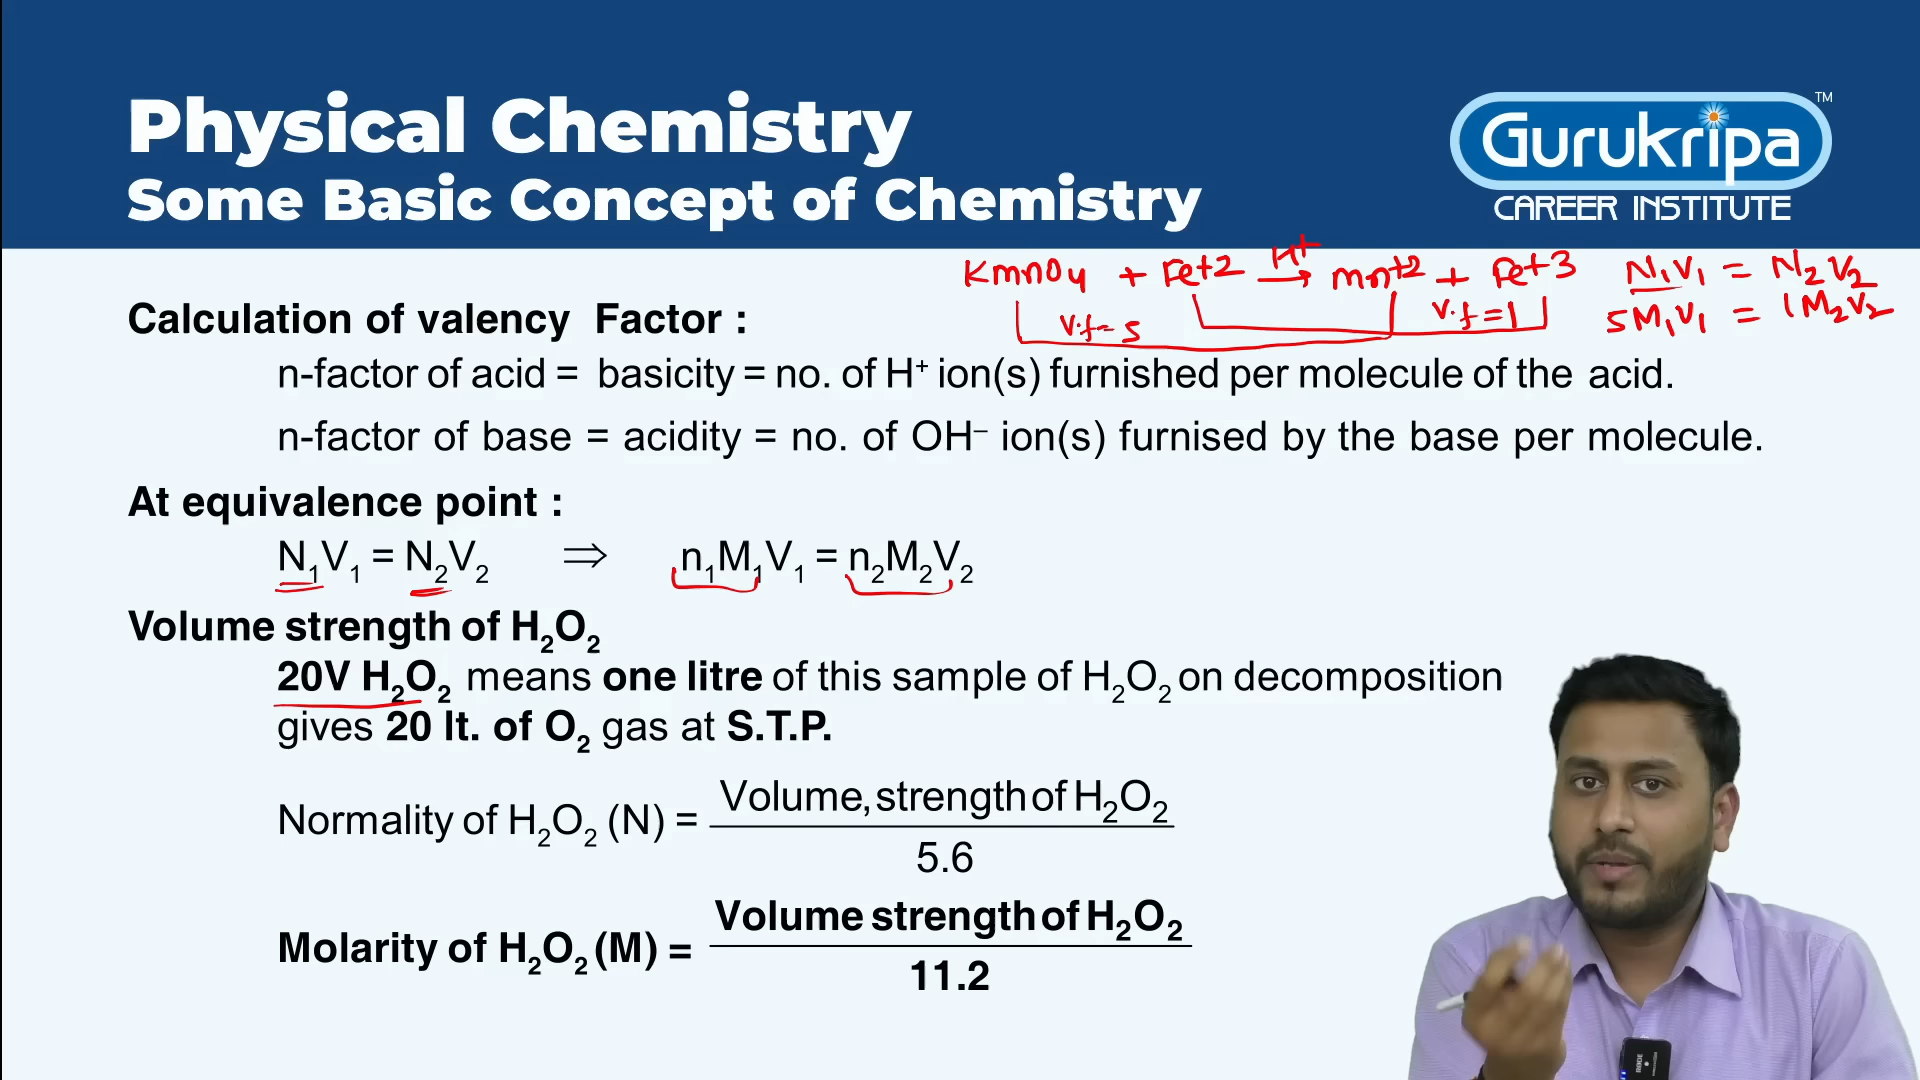 Physical Chemistry
Some Basic Concept of Chemistry
Gurukripa TM
CAREER INSTITUTE
KmnO4 + Fe+2 H+ → mn+2 + Fe+3
v.f= 5
v.f=1
N₁V₁ = N₂V₂
5M₁V₁ = 1M₂V₂
Calculation of valency Factor :
n-factor of acid = basicity = no. of H⁺ ion(s) furnished per molecule of the acid.
n-factor of base = acidity = no. of OH⁻ ion(s) furnised by the base per molecule.
At equivalence point :
N₁V₁ = N₂V₂ ⇒ n₁M₁V₁ = n₂M₂V₂
Volume strength of H₂O₂
20V H₂O₂ means one litre of this sample of H₂O₂ on decomposition
gives 20 lt. of O₂ gas at S.T.P.
Normality of H₂O₂ (N) = Volume, strength of H₂O₂
5.6
Molarity of H₂O₂ (M) = Volume strength of H₂O₂
11.2
RODE